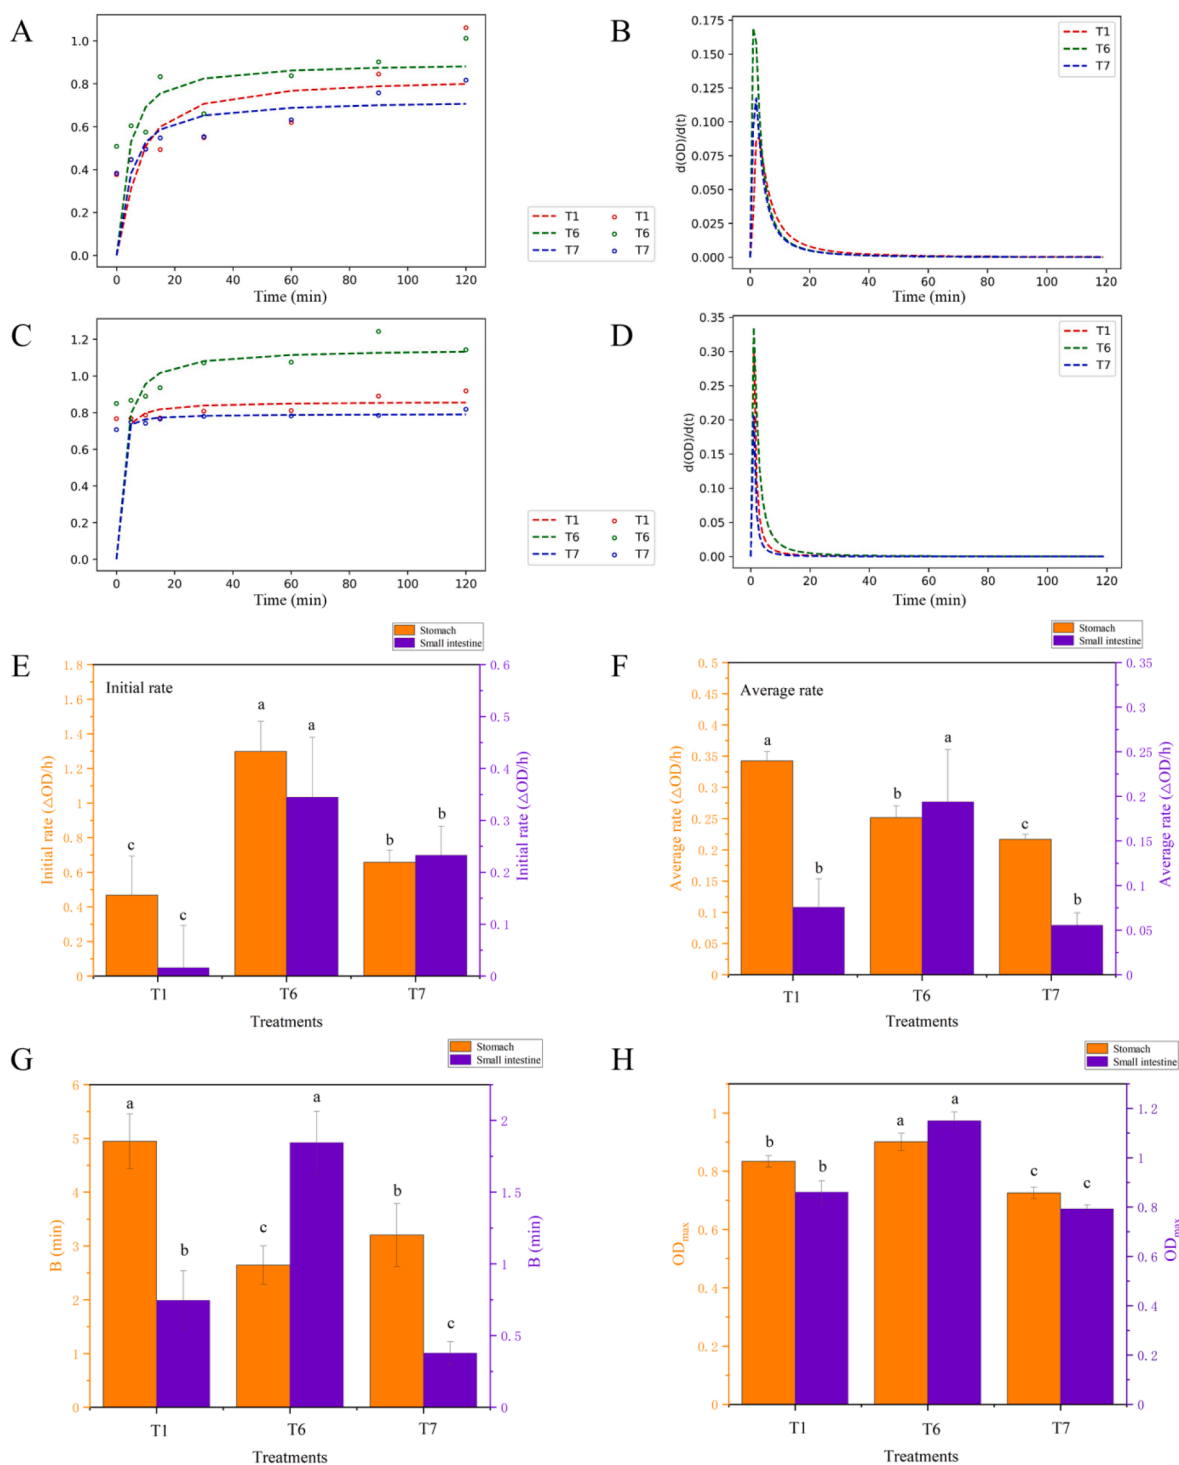 A
1.0
0.8
0.6
0.4
0.2
0.0
0 20 40 60 80 100 120
Time (min)
T1 T1
T6 T6
T7 T7
B
0.175
0.150
0.125
0.100
0.075
0.050
0.025
0.000
d(OD)/d(t)
0 20 40 60 80 100 120
Time (min)
T1
T6
T7
C
1.2
1.0
0.8
0.6
0.4
0.2
0.0
0 20 40 60 80 100 120
Time (min)
T1 T1
T6 T6
T7 T7
D
0.35
0.30
0.25
0.20
0.15
0.10
0.05
0.00
d(OD)/d(t)
0 20 40 60 80 100 120
Time (min)
T1
T6
T7
E
Stomach
Small intestine
Initial rate
Initial rate (△OD/h)
1.8
1.6
1.4
1.2
1
0.8
0.6
0.4
0.2
0
c c a a b b
0.6
0.5
0.4
0.3
0.2
0.1
0
Initial rate (△OD/h)
T1 T6 T7
Treatments
F
Stomach
Small intestine
Average rate
Average rate (△OD/h)
0.5
0.45
0.4
0.35
0.3
0.25
0.2
0.15
0.1
0.05
0
a b b a c b
0.35
0.3
0.25
0.2
0.15
0.1
0.05
0
Average rate (△OD/h)
T1 T6 T7
Treatments
G
Stomach
Small intestine
B (min)
6
5
4
3
2
1
0
a b c a b c
2
1.5
1
0.5
0
B (min)
T1 T6 T7
Treatments
H
Stomach
Small intestine
ODmax
1
0.8
0.6
0.4
0.2
0
b b a a c c
1.2
1
0.8
0.6
0.4
0.2
0
ODmax
T1 T6 T7
Treatments